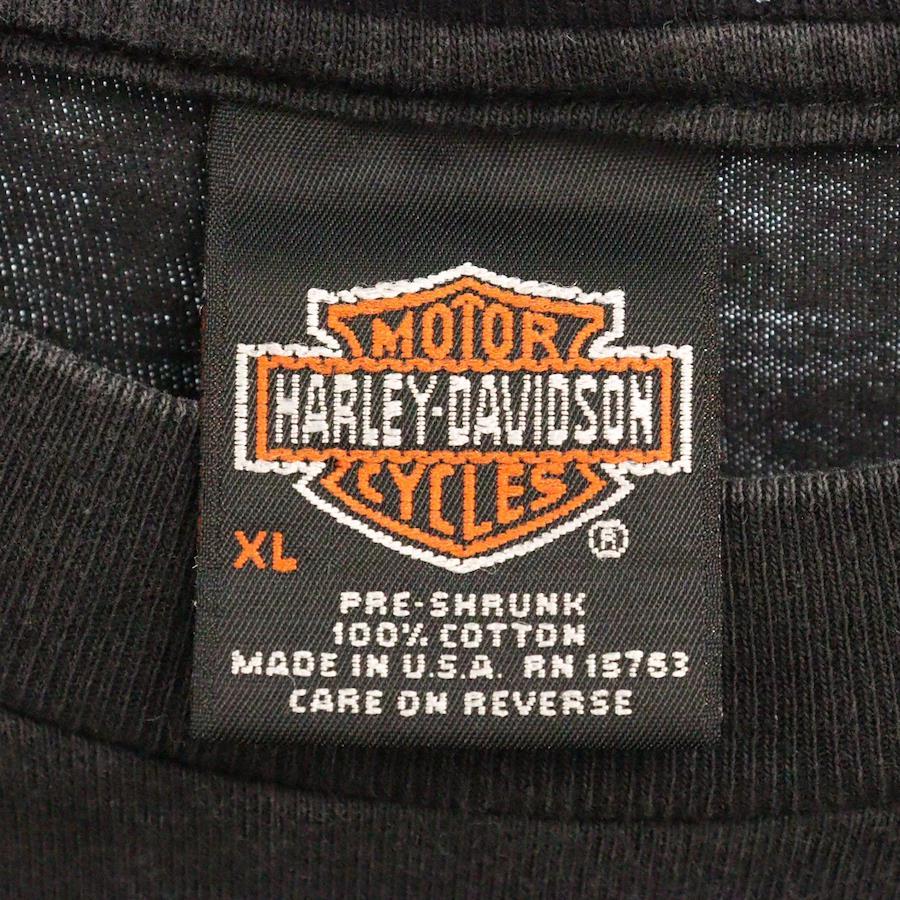 MOTOR
HARLEY-DAVIDSON
CYCLES
XL
®
PRE-SHRUNK
100% COTTON
MADE IN U.S.A. RN 15763
CARE ON REVERSE